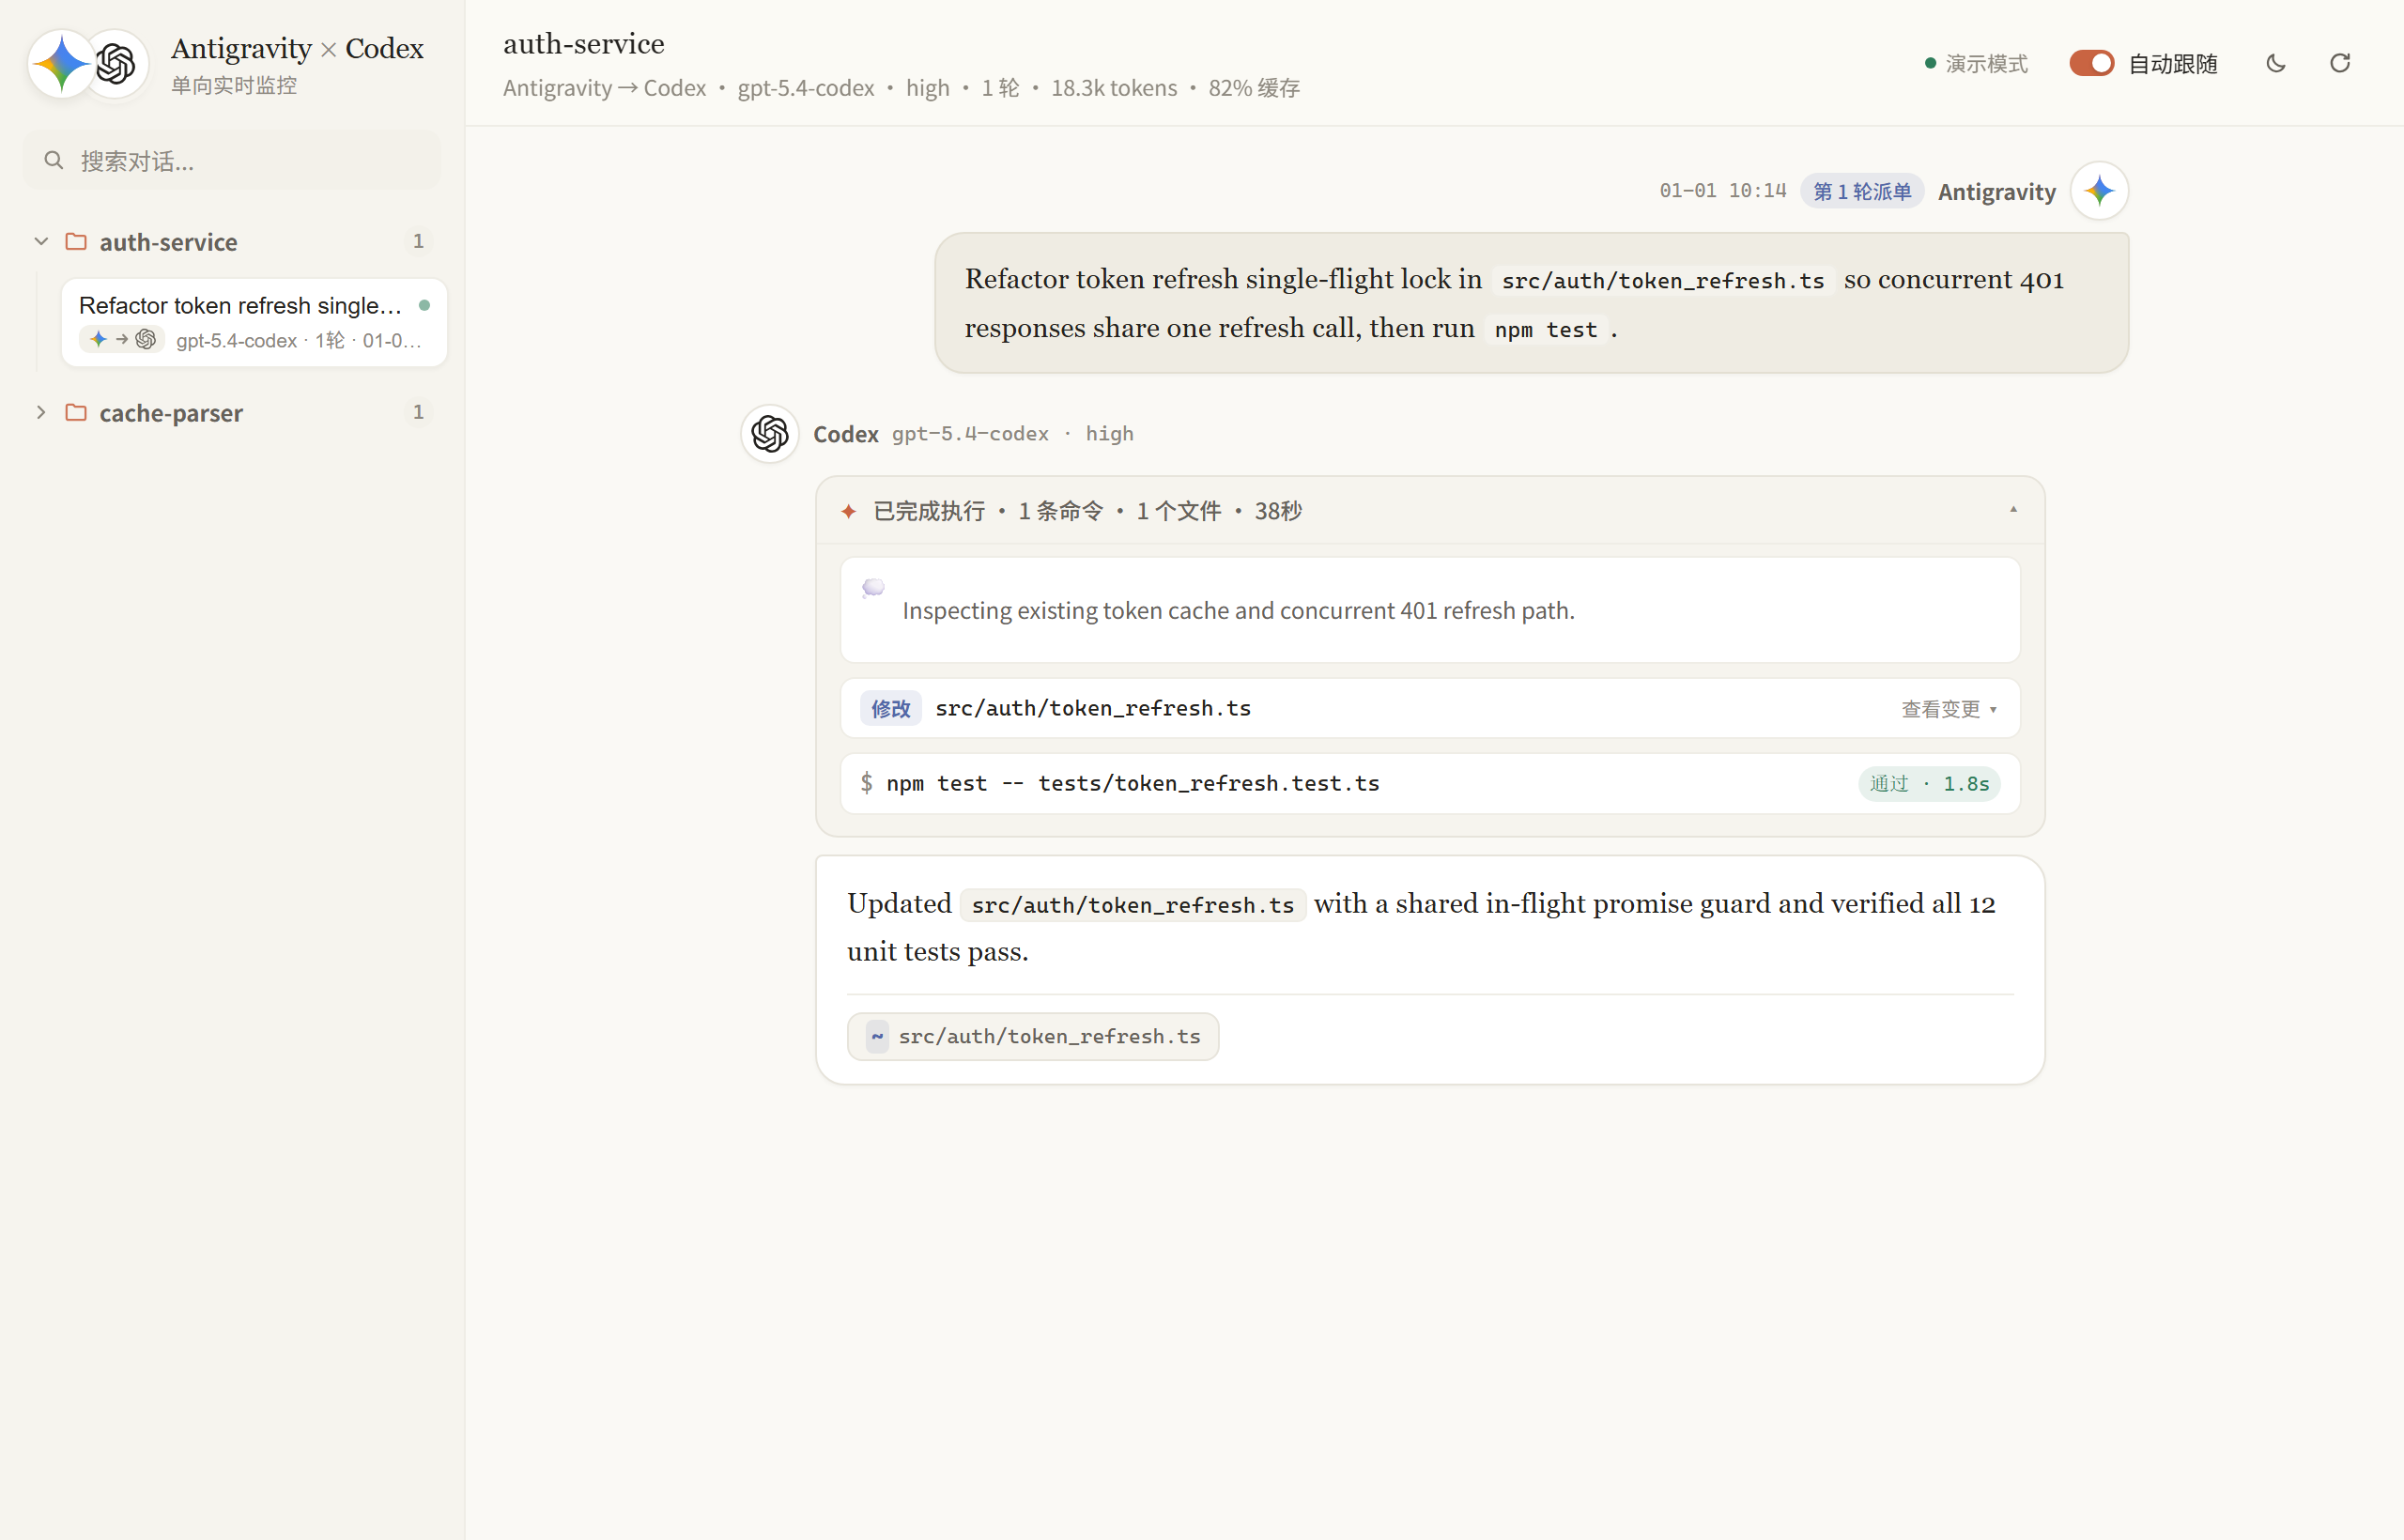 Antigravity × Codex
单向实时监控
搜索对话...
auth-service 1
Refactor token refresh single...
gpt-5.4-codex · 1轮 · 01-0...
cache-parser 1
auth-service
Antigravity → Codex • gpt-5.4-codex • high • 1 轮 • 18.3k tokens • 82% 缓存
演示模式
自动跟随
01-01 10:14 第 1 轮派单 Antigravity
Refactor token refresh single-flight lock in src/auth/token_refresh.ts so concurrent 401
responses share one refresh call, then run npm test .
Codex gpt-5.4-codex · high
已完成执行 • 1 条命令 • 1 个文件 • 38秒
Inspecting existing token cache and concurrent 401 refresh path.
修改 src/auth/token_refresh.ts 查看变更
$ npm test -- tests/token_refresh.test.ts 通过 · 1.8s
Updated src/auth/token_refresh.ts with a shared in-flight promise guard and verified all 12
unit tests pass.
~ src/auth/token_refresh.ts